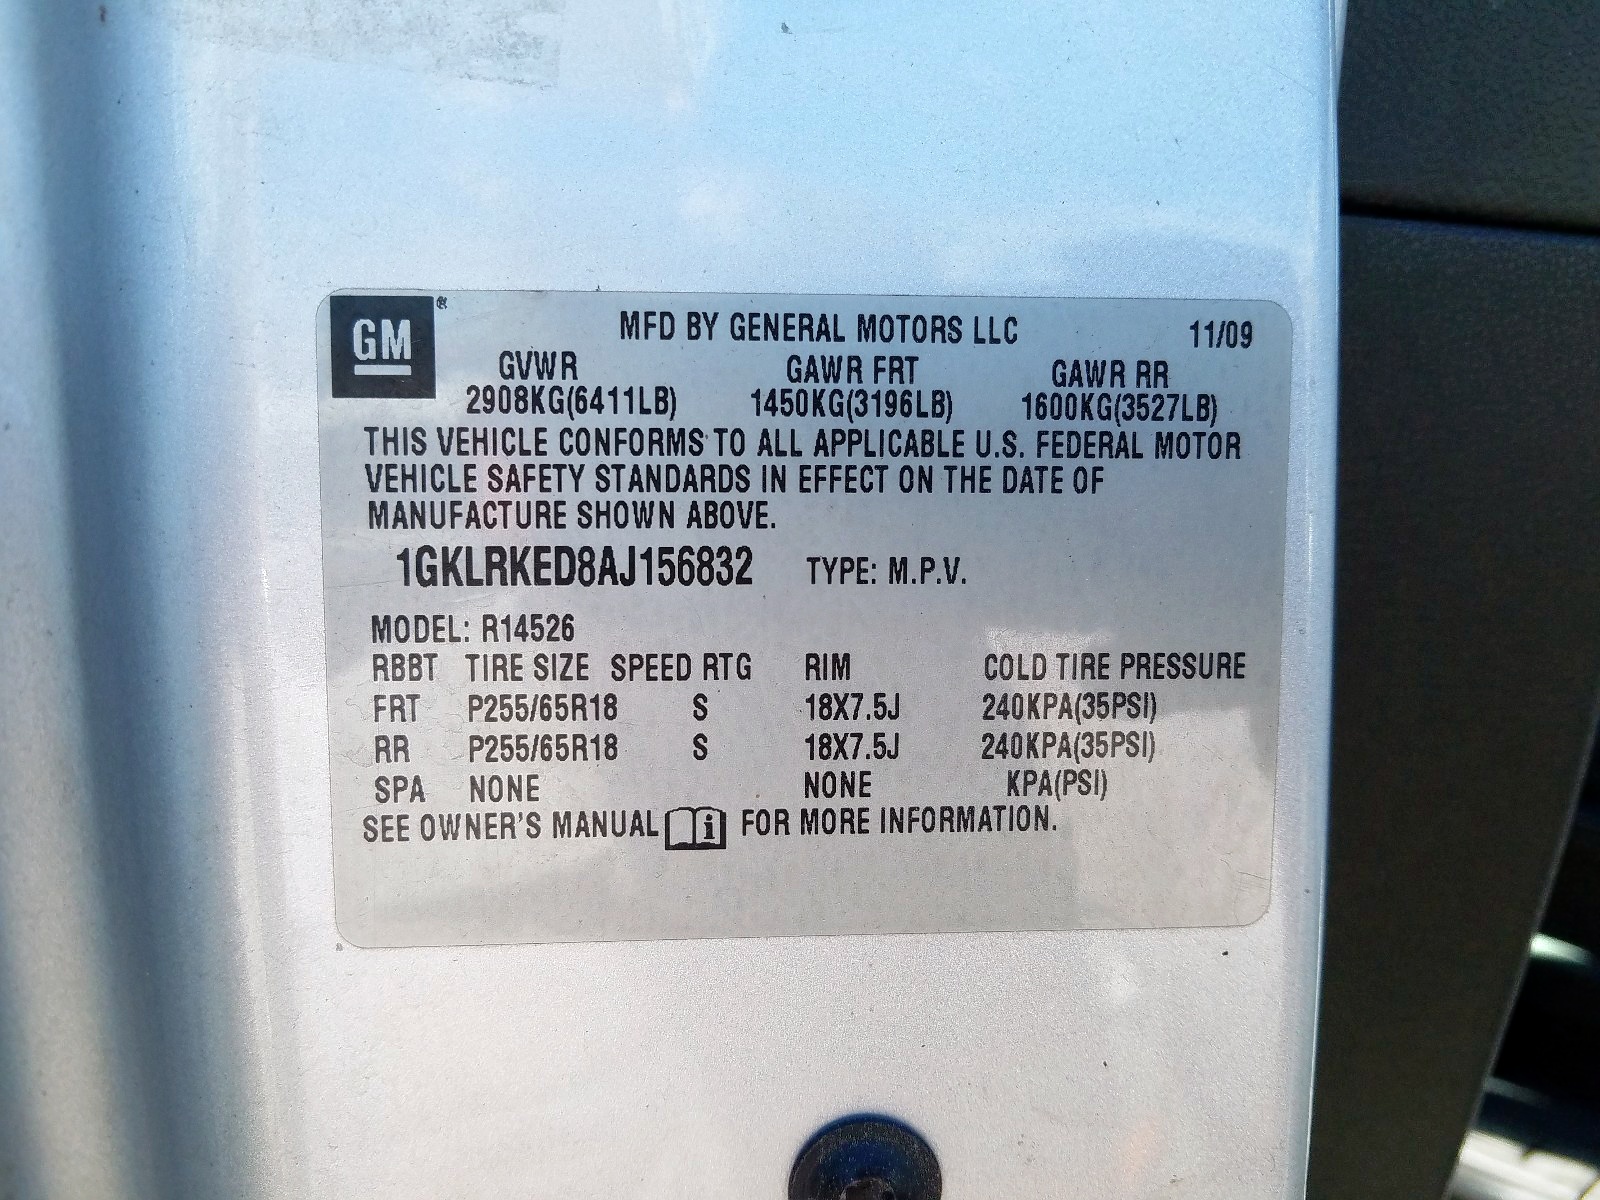 GM ®
MFD BY GENERAL MOTORS LLC 11/09
GVWR GAWR FRT GAWR RR
2908KG(6411LB) 1450KG(3196LB) 1600KG(3527LB)
THIS VEHICLE CONFORMS TO ALL APPLICABLE U.S. FEDERAL MOTOR
VEHICLE SAFETY STANDARDS IN EFFECT ON THE DATE OF
MANUFACTURE SHOWN ABOVE.
1GKLRKED8AJ156832 TYPE: M.P.V.
MODEL: R14526
RBBT TIRE SIZE SPEED RTG RIM COLD TIRE PRESSURE
FRT P255/65R18 S 18X7.5J 240KPA(35PSI)
RR P255/65R18 S 18X7.5J 240KPA(35PSI)
SPA NONE NONE KPA(PSI)
SEE OWNER'S MANUAL i FOR MORE INFORMATION.